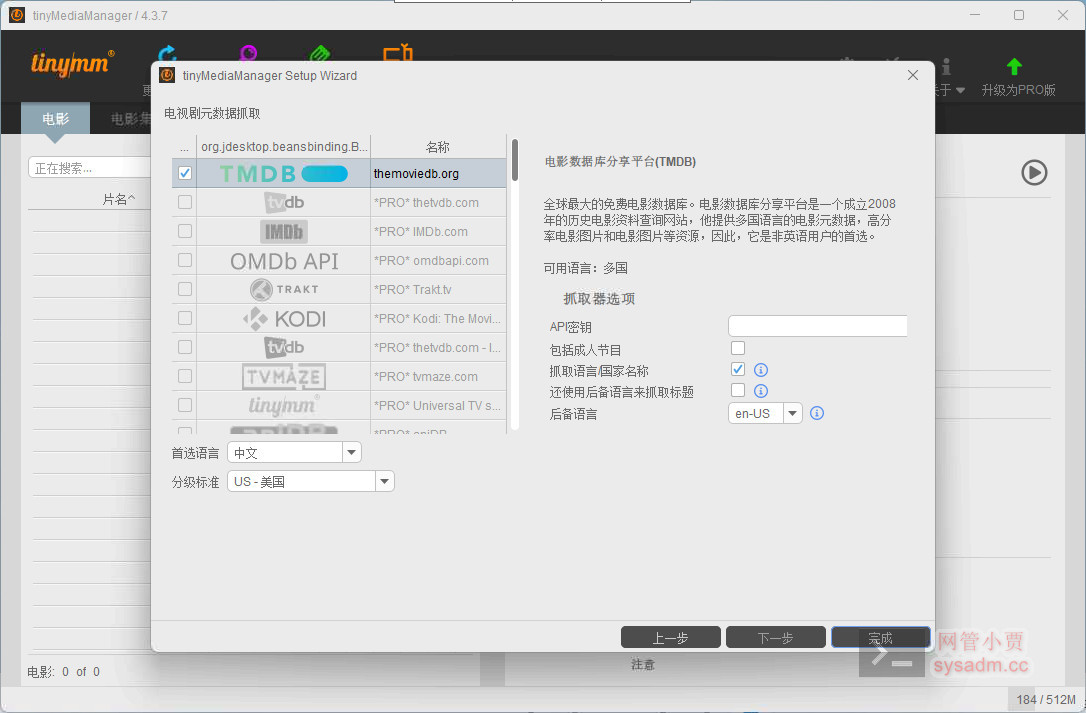 tinyMediaManager / 4.3.7
tinymm®
升级为PRO版
电影
电影集
tinyMediaManager Setup Wizard
正在搜索...
片名^
电视剧元数据抓取
... org.jdesktop.beansbinding.B... 名称
TMDB themoviedb.org
tvdb *PRO* thetvdb.com
IMDb *PRO* IMDb.com
OMDb API *PRO* omdbapi.com
TRAKT *PRO* Trakt.tv
KODI *PRO* Kodi: The Movi...
tvdb *PRO* thetvdb.com - l...
TVMAZE *PRO* tvmaze.com
tinymm® *PRO* Universal TV s...
首选语言 中文
分级标准 US - 美国
电影数据库分享平台(TMDB)
全球最大的免费电影数据库。电影数据库分享平台是一个成立2008
年的历史电影资料查询网站，他提供多国语言的电影元数据，高分
率电影图片和电影图片等资源，因此，它是非英语用户的首选。
可用语言：多国
抓取器选项
API密钥
包括成人节目
抓取语言/国家名称
还使用后备语言来抓取标题
后备语言 en-US
上一步
下一步
完成
注意
电影: 0 of 0
网管小贾
sysadm.cc
184 / 512M